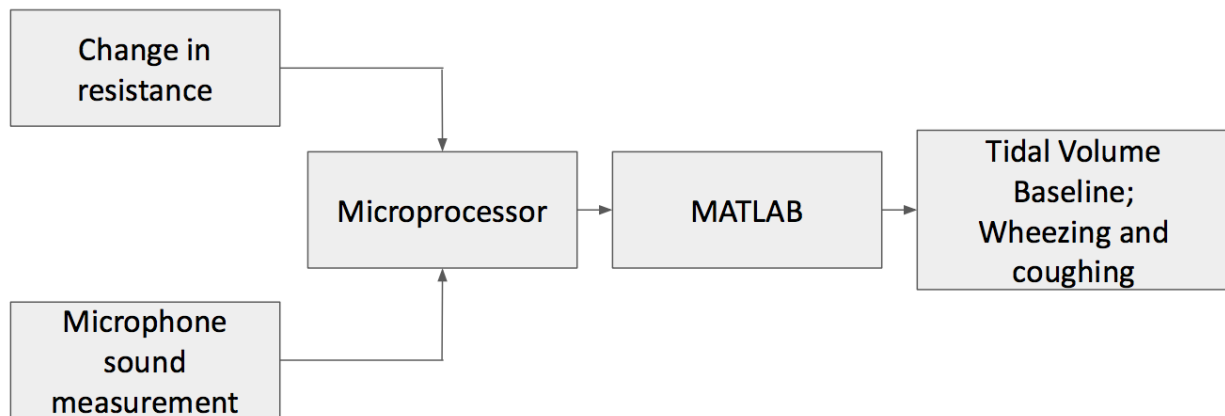 Change in
resistance
Microprocessor
MATLAB
Tidal Volume
Baseline;
Wheezing and
coughing
Microphone
sound
measurement